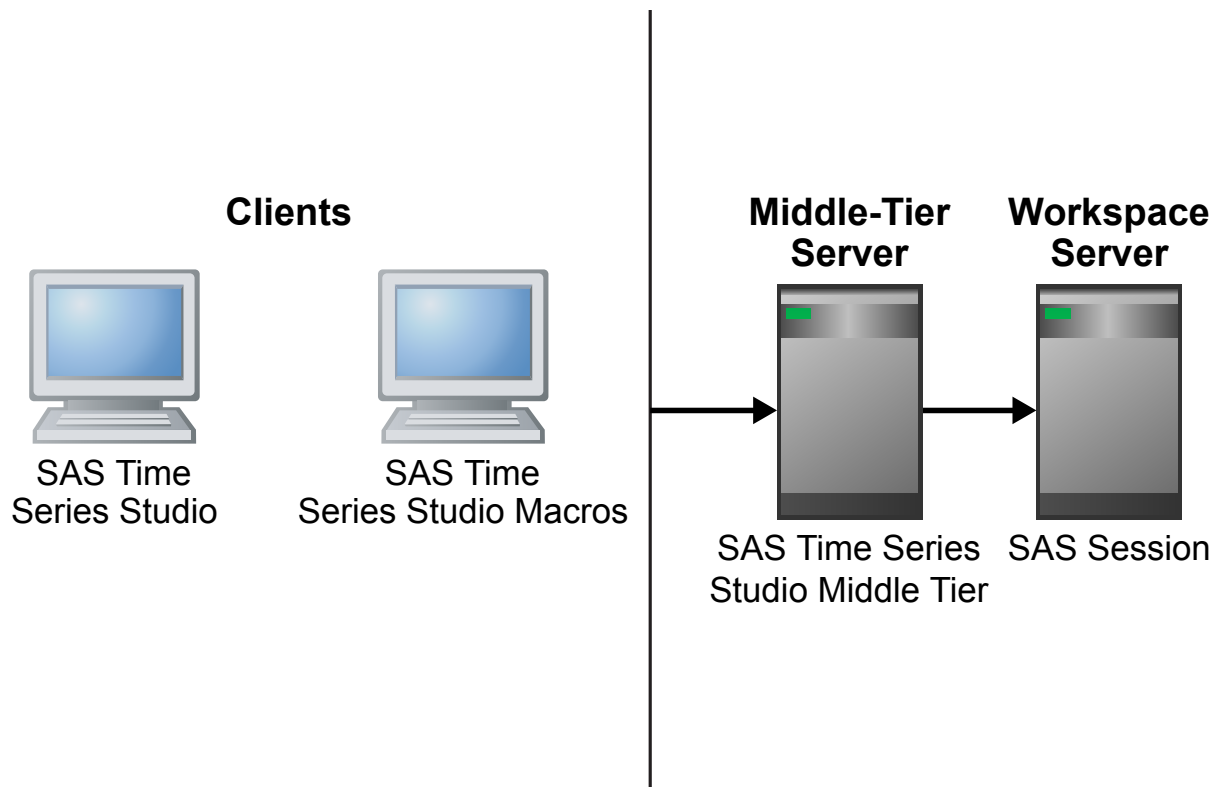 Clients
SAS Time
Series Studio
SAS Time
Series Studio Macros
Middle-Tier
Server
SAS Time Series
Studio Middle Tier
Workspace
Server
SAS Session